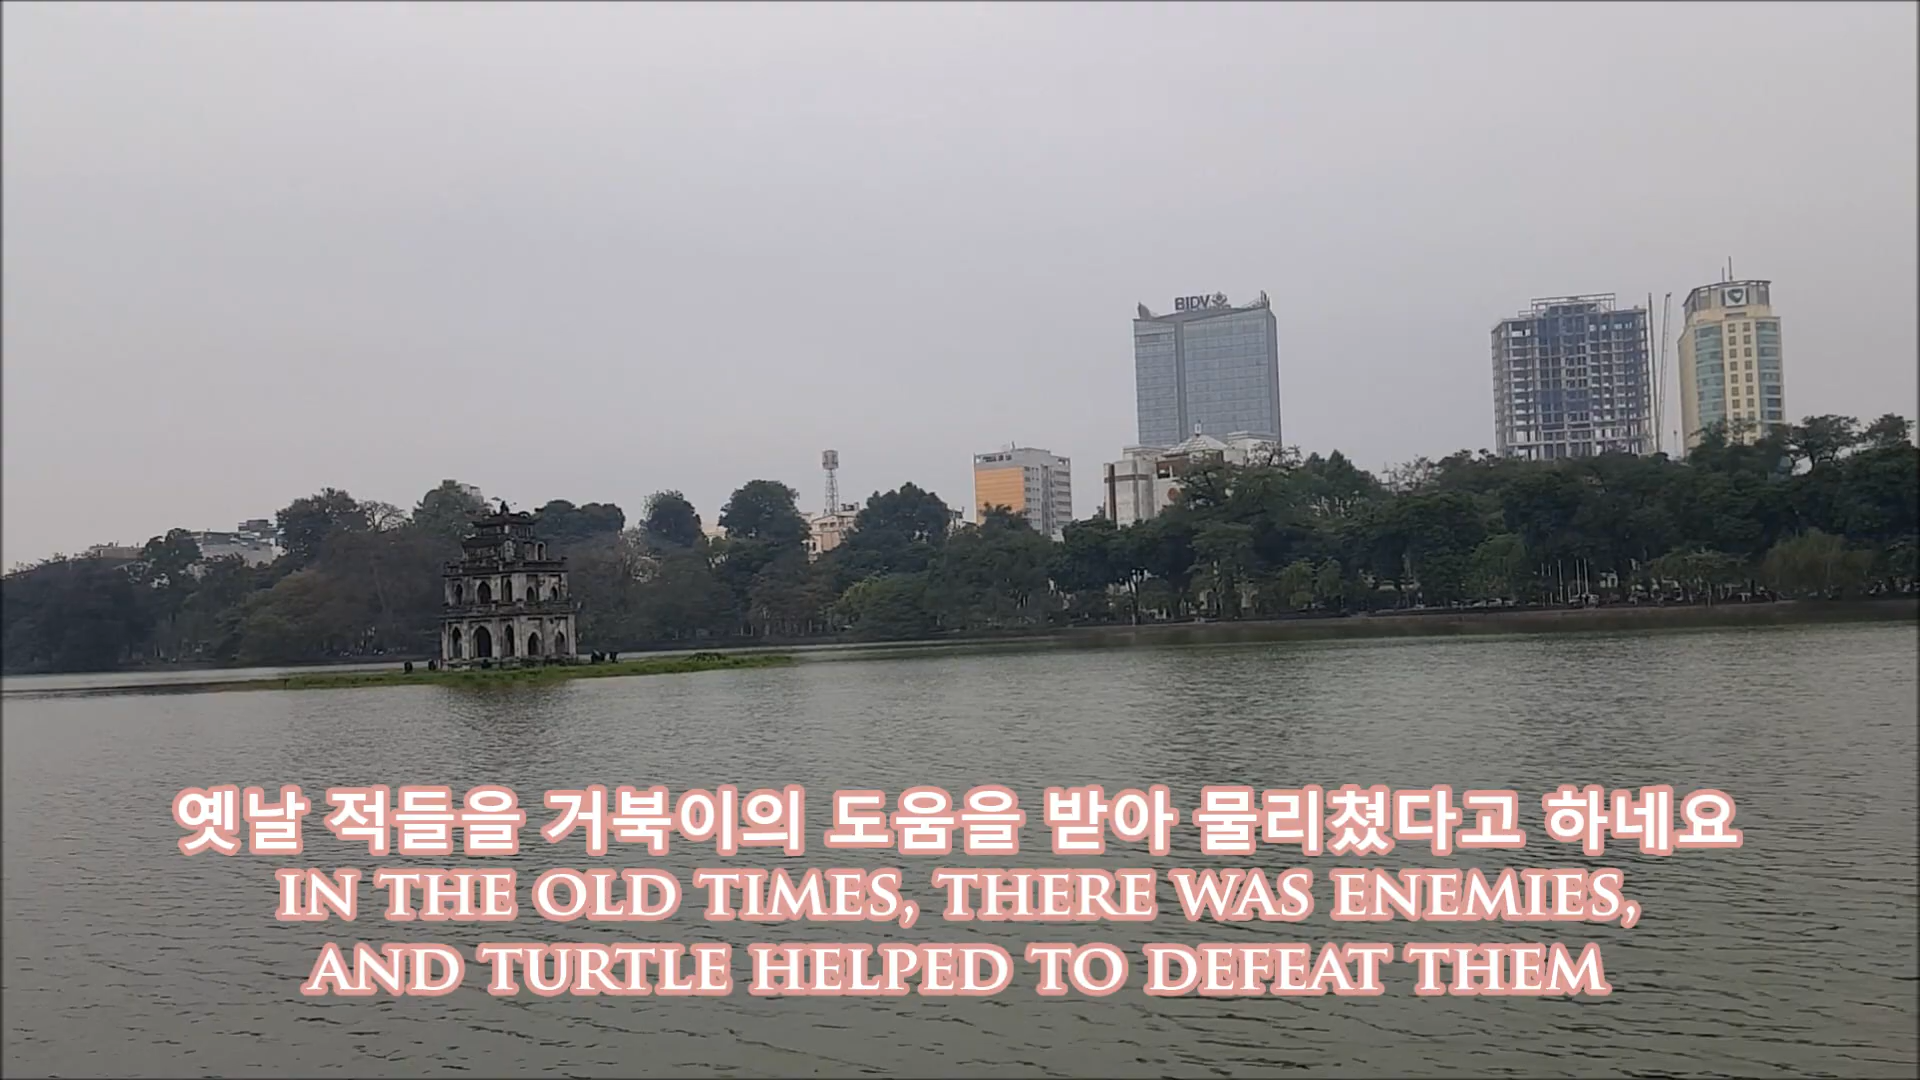 BIDV
옛날 적들을 거북이의 도움을 받아 물리쳤다고 하네요
IN THE OLD TIMES, THERE WAS ENEMIES,
AND TURTLE HELPED TO DEFEAT THEM